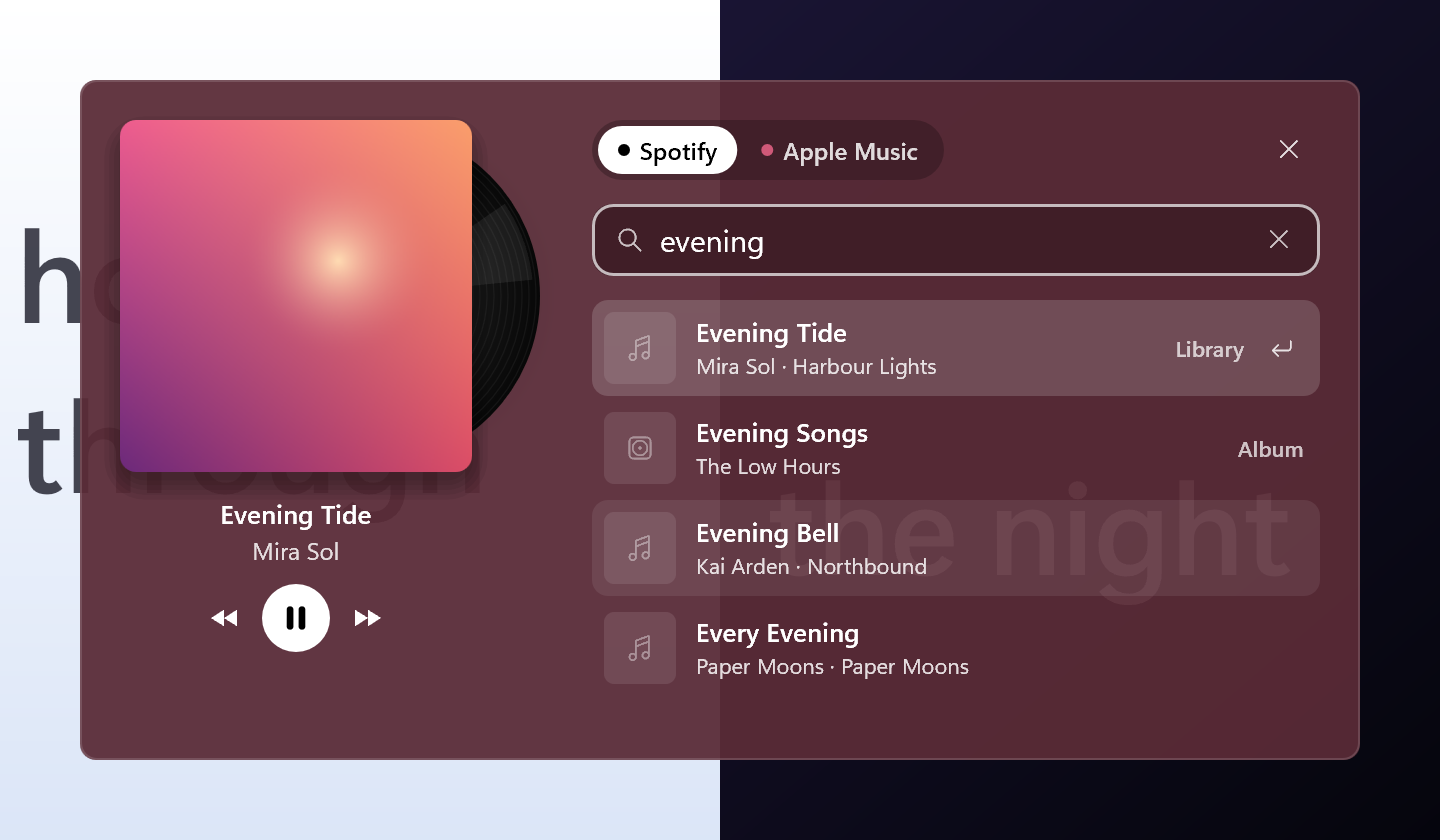 Spotify
Apple Music
evening
Evening Tide
Mira Sol · Harbour Lights
Library
Evening Songs
The Low Hours
Album
Evening Bell
Kai Arden · Northbound
Every Evening
Paper Moons · Paper Moons
Evening Tide
Mira Sol
through
the night